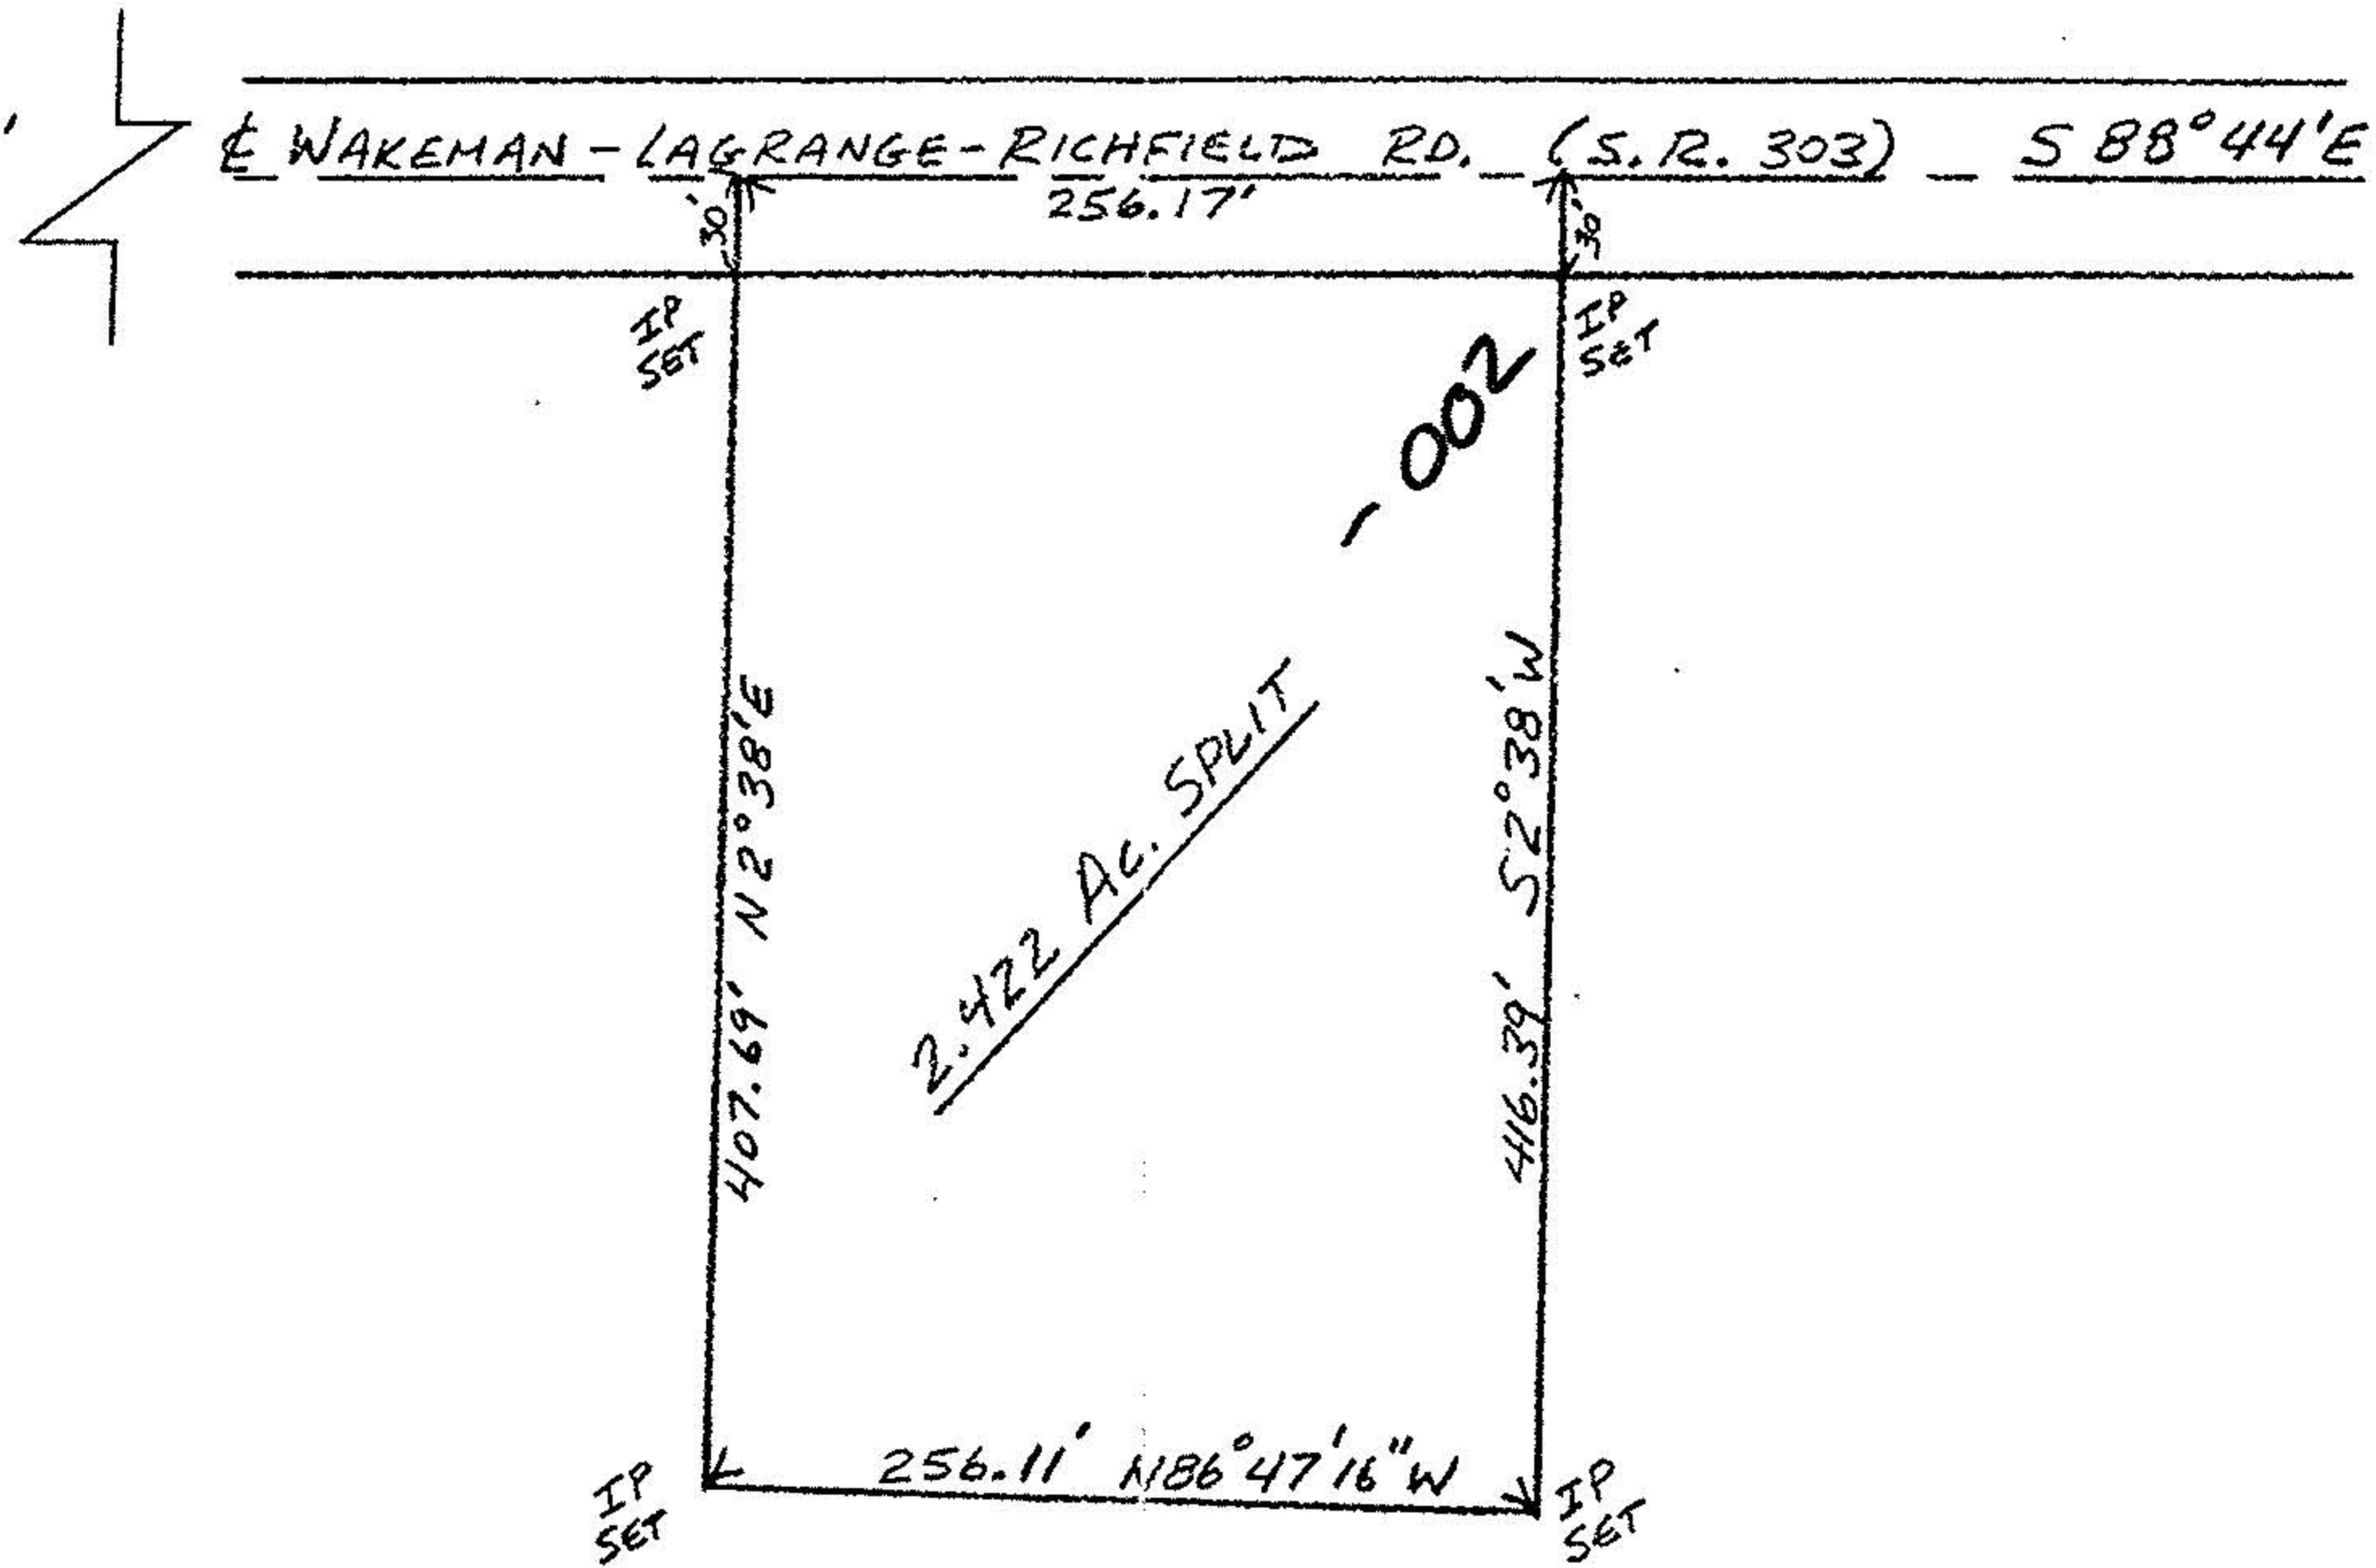 '
℄ WAKEMAN-LAGRANGE-RICHFIELD RD. (S.R. 303) S 88°44'E
256.17'
30'
30'
IP
SET
IP
SET
-002
407.69' N 2°38'E
2.422 Ac. SPLIT
416.39' S2°38'W
256.11' N86°47'16"W
IP
SET
IP
SET